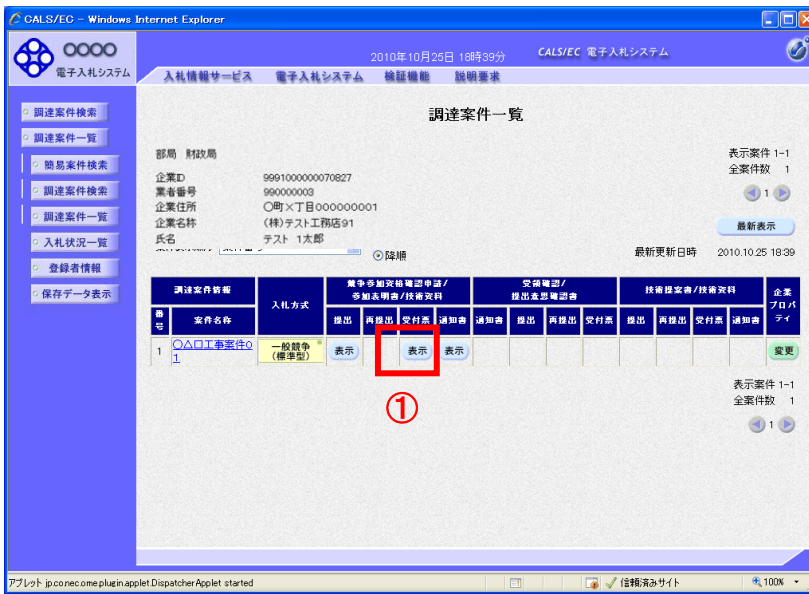 CALS/EC - Windows Internet Explorer
〇〇〇〇
電子入札システム
2010年10月25日 18時39分
CALS/EC 電子入札システム
入札情報サービス 電子入札システム 検証機能 説明要求
調達案件検索
調達案件一覧
簡易案件検索
調達案件検索
調達案件一覧
入札状況一覧
登録者情報
保存データ表示
調達案件一覧
部局 財政局
企業ID 9991000000070827
業者番号 990000003
企業住所 〇町×丁目000000001
企業名称 (株)テスト工務店91
氏名 テスト 1太郎
表示案件 1-1
全案件数 1
1
最新表示
降順
最新更新日時 2010.10.25 18:39
調達案件情報 入札方式 競争参加資格確認申請/参加表明書/技術資料 受領確認/提出意思確認書 技術提案書/技術資料 企業プロパティ
番号 案件名称 提出 再提出 受付票 通知書 通知書 提出 再提出 受付票 提出 再提出 受付票 通知書
1 〇△口工事案件01 一般競争(標準型) 表示 表示 表示 変更
①
表示案件 1-1
全案件数 1
1
アプレット jp.co.nec.ome.plugin.applet.DispatcherApplet started
信頼済みサイト
100%